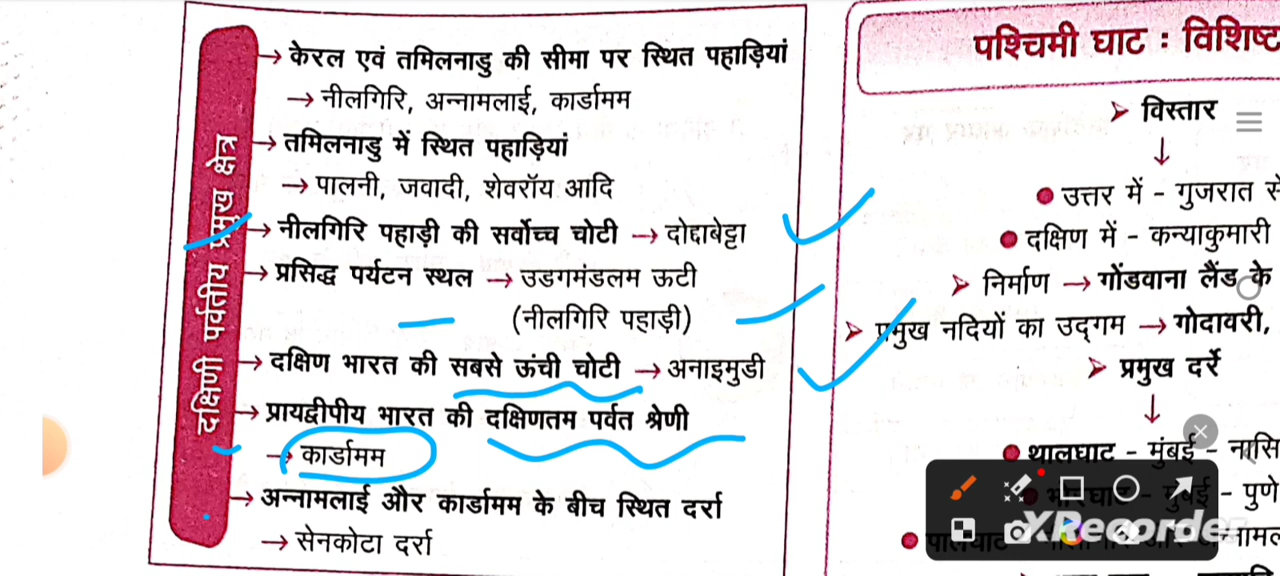 दक्षिणी पर्वतीय प्रमुख क्षेत्र
→ केरल एवं तमिलनाडु की सीमा पर स्थित पहाड़ियां
→ नीलगिरि, अन्नामलाई, कार्डामम
→ तमिलनाडु में स्थित पहाड़ियां
→ पालनी, जवादी, शेवरॉय आदि
→ नीलगिरि पहाड़ी की सर्वोच्च चोटी → दोद्दाबेट्टा
→ प्रसिद्ध पर्यटन स्थल → उडगमंडलम ऊटी
(नीलगिरि पहाड़ी)
→ दक्षिण भारत की सबसे ऊंची चोटी → अनाइमुडी
→ प्रायद्वीपीय भारत की दक्षिणतम पर्वत श्रेणी
→ कार्डामम
→ अन्नामलाई और कार्डामम के बीच स्थित दर्रा
→ सेनकोटा दर्रा
पश्चिमी घाट : विशिष्ट
➤ विस्तार
↓
● उत्तर में - गुजरात से
● दक्षिण में - कन्याकुमारी
➤ निर्माण → गोंडवाना लैंड के
➤ प्रमुख नदियों का उद्गम → गोदावरी,
➤ प्रमुख दर्रे
↓
● थालघाट - मुंबई - नासि
- पुणे
XRecorder